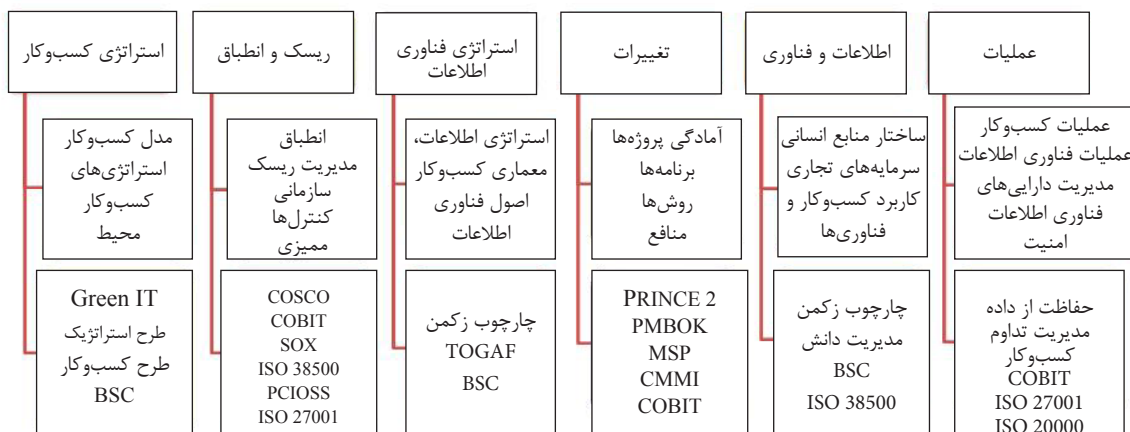 عملیات
اطلاعات و فناوری
تغییرات
استراتژی فناوری
اطلاعات
ریسک و انطباق
استراتژی کسب‌وکار
عملیات کسب‌وکار
عملیات فناوری اطلاعات
مدیریت دارایی‌های
فناوری اطلاعات
امنیت
ساختار منابع انسانی
سرمایه‌های تجاری
کاربرد کسب‌وکار و
فناوری‌ها
آمادگی پروژه‌ها
برنامه‌ها
روش‌ها
منافع
استراتژی اطلاعات،
معماری کسب‌وکار
اصول فناوری
اطلاعات
انطباق
مدیریت ریسک
سازمانی
کنترل‌ها
ممیزی
مدل کسب‌وکار
استراتژی‌های
کسب‌وکار
محیط
حفاظت از داده
مدیریت تداوم
کسب‌وکار
COBIT
ISO 27001
ISO 20000
چارچوب زکمن
مدیریت دانش
BSC
ISO 38500
PRINCE 2
PMBOK
MSP
CMMI
COBIT
چارچوب زکمن
TOGAF
BSC
COSCO
COBIT
SOX
ISO 38500
PCIOSS
ISO 27001
Green IT
طرح استراتژیک
طرح کسب‌وکار
BSC